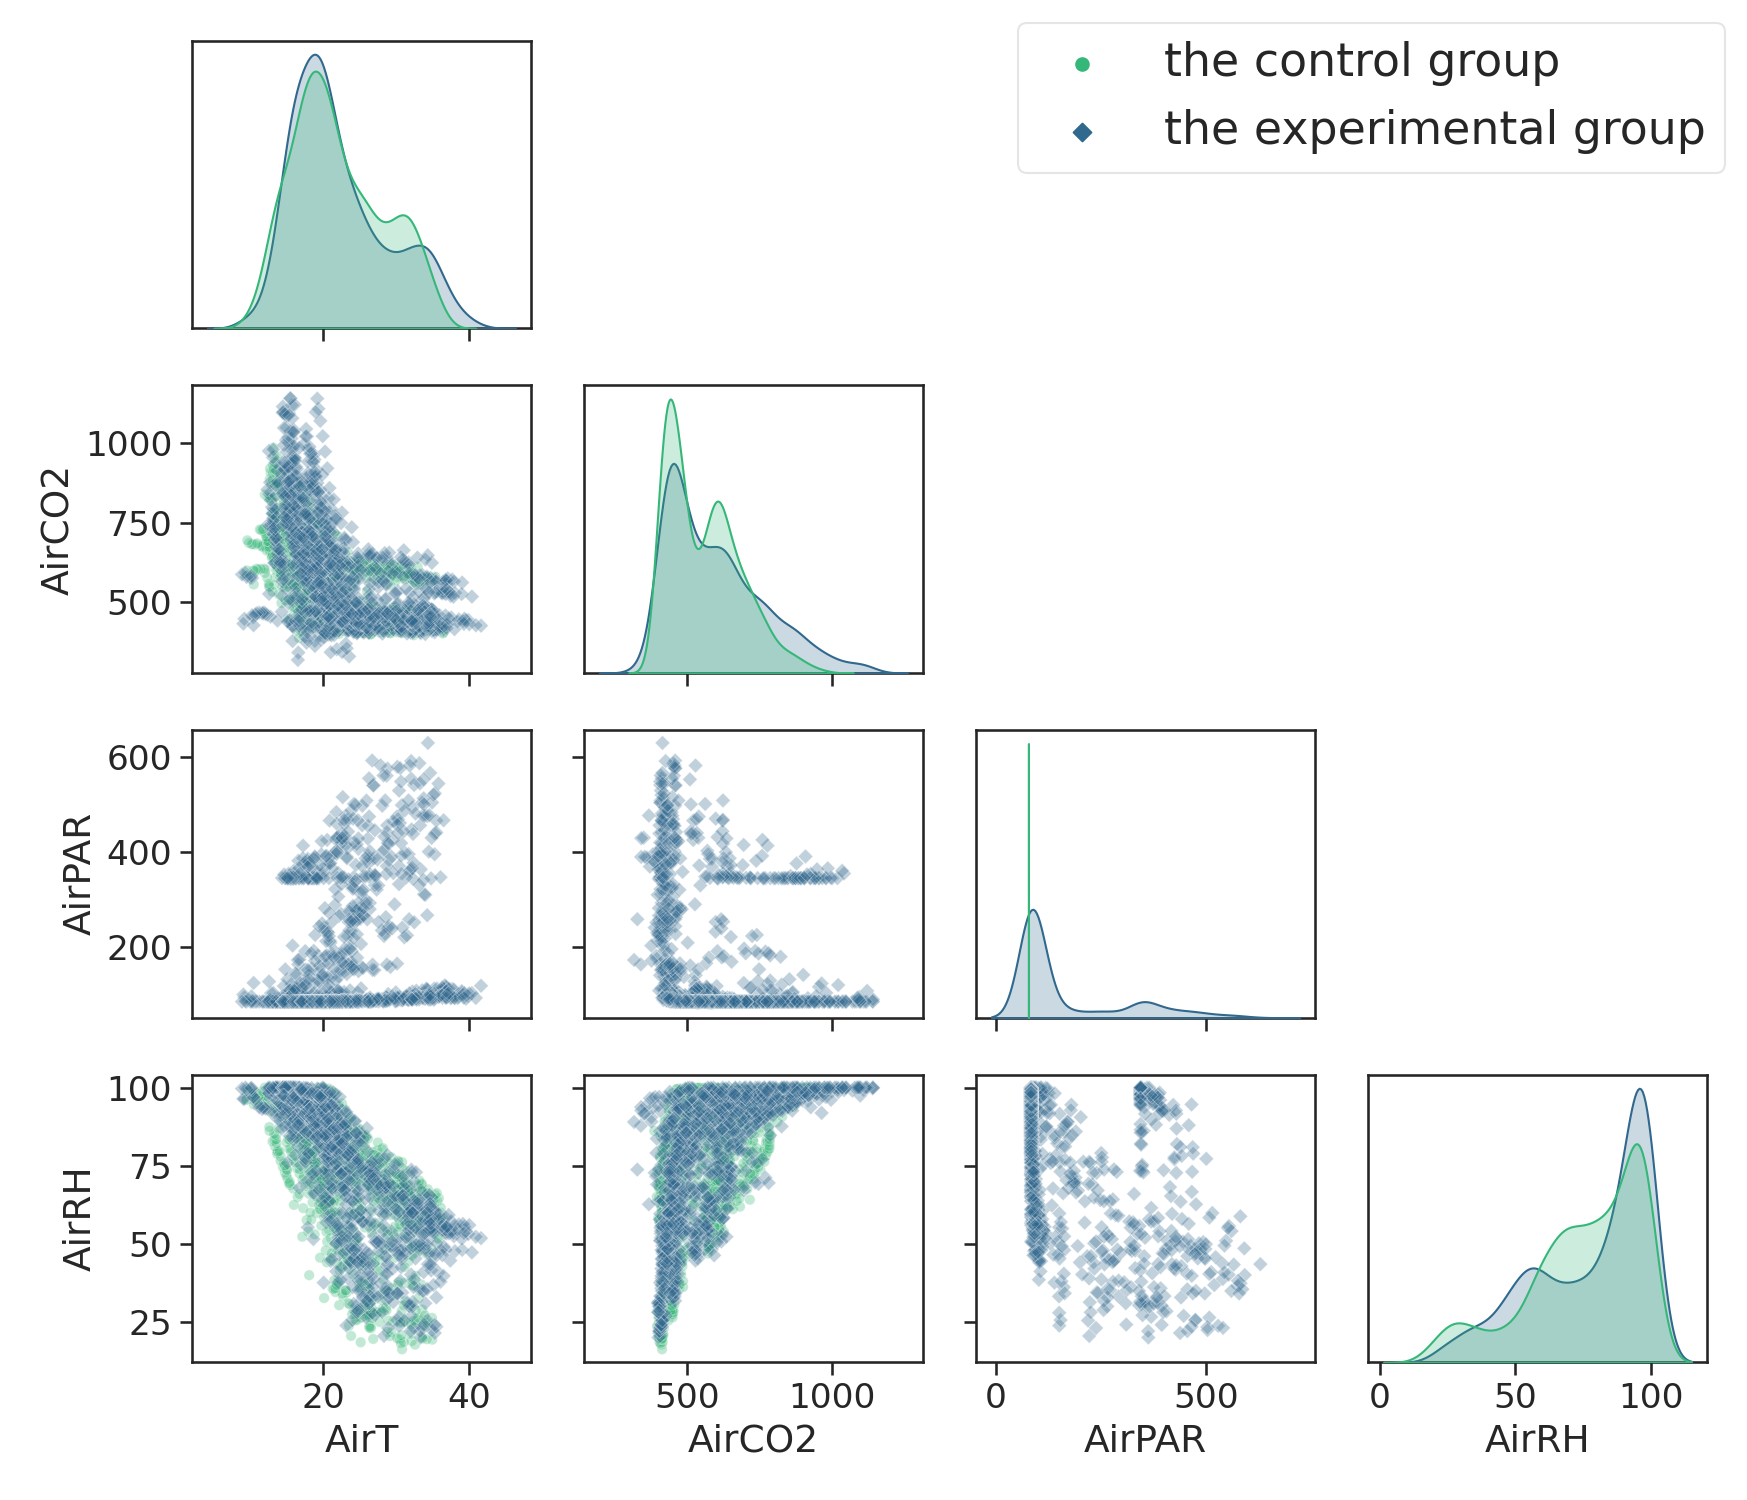 the control group
the experimental group
AirCO2
1000
750
500
AirPAR
600
400
200
AirRH
100
75
50
25
20 40
500 1000
0 500
0 50 100
AirT AirCO2 AirPAR AirRH